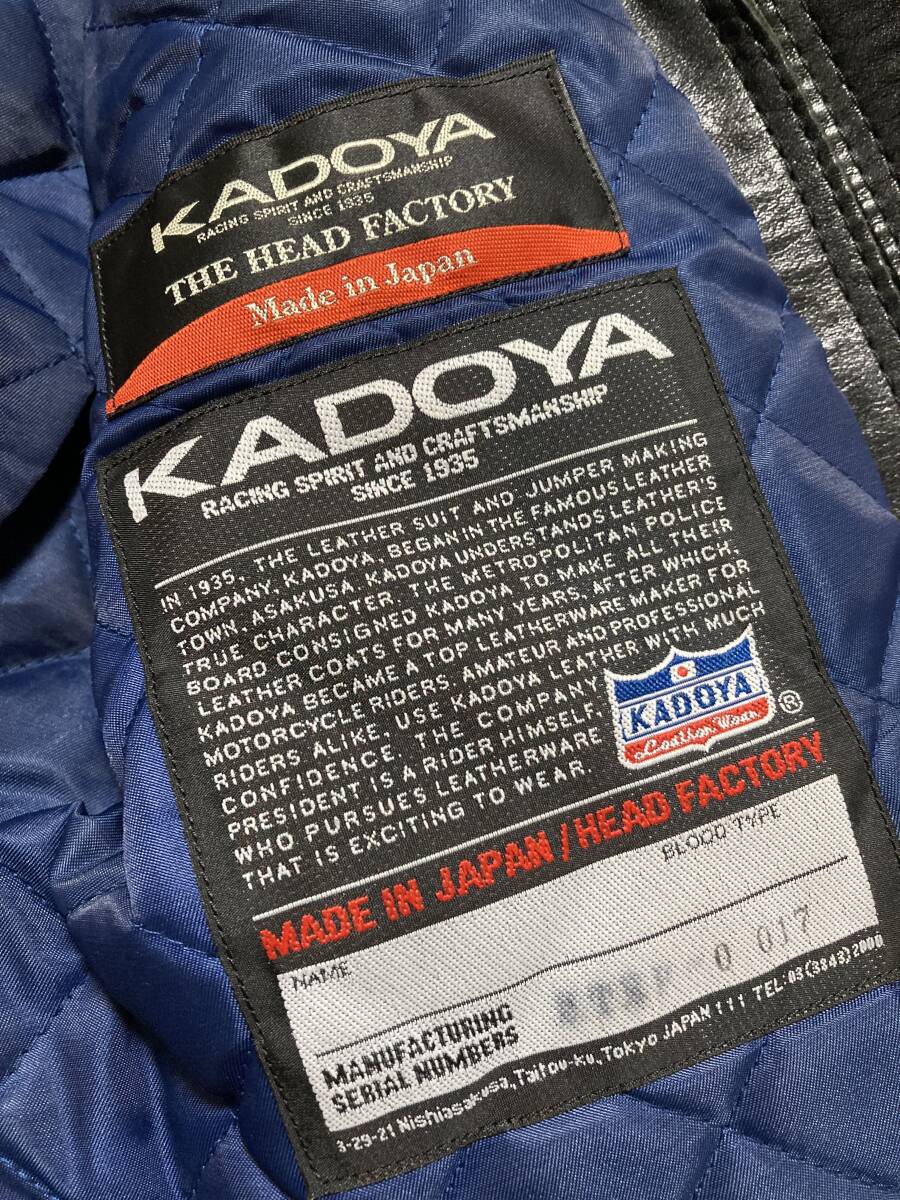 KADOYA
RACING SPIRIT AND CRAFTSMANSHIP
SINCE 1935
THE HEAD FACTORY
Made in Japan
KADOYA
RACING SPIRIT AND CRAFTSMANSHIP
SINCE 1935
IN 1935, THE LEATHER SUIT AND JUMPER MAKING
COMPANY, KADOYA, BEGAN IN THE FAMOUS LEATHER
TOWN, ASAKUSA. KADOYA UNDERSTANDS LEATHER'S
TRUE CHARACTER. THE METROPOLITAN POLICE
BOARD CONSIGNED KADOYA TO MAKE ALL THEIR
LEATHER COATS FOR MANY YEARS. AFTER WHICH,
KADOYA BECAME A TOP LEATHERWARE MAKER FOR
MOTORCYCLE RIDERS. AMATEUR AND PROFESSIONAL
RIDERS ALIKE, USE KADOYA LEATHER WITH MUCH
CONFIDENCE. THE COMPANY
PRESIDENT IS A RIDER HIMSELF,
WHO PURSUES LEATHERWARE
THAT IS EXCITING TO WEAR.
KADOYA
Leather Wear
®
MADE IN JAPAN/HEAD FACTORY
NAME
BLOOD TYPE
MANUFACTURING
SERIAL NUMBERS
0 017
3-29-21 Nishiasakusa, Taitou-ku, Tokyo JAPAN 111 TEL: 03(3843)2000